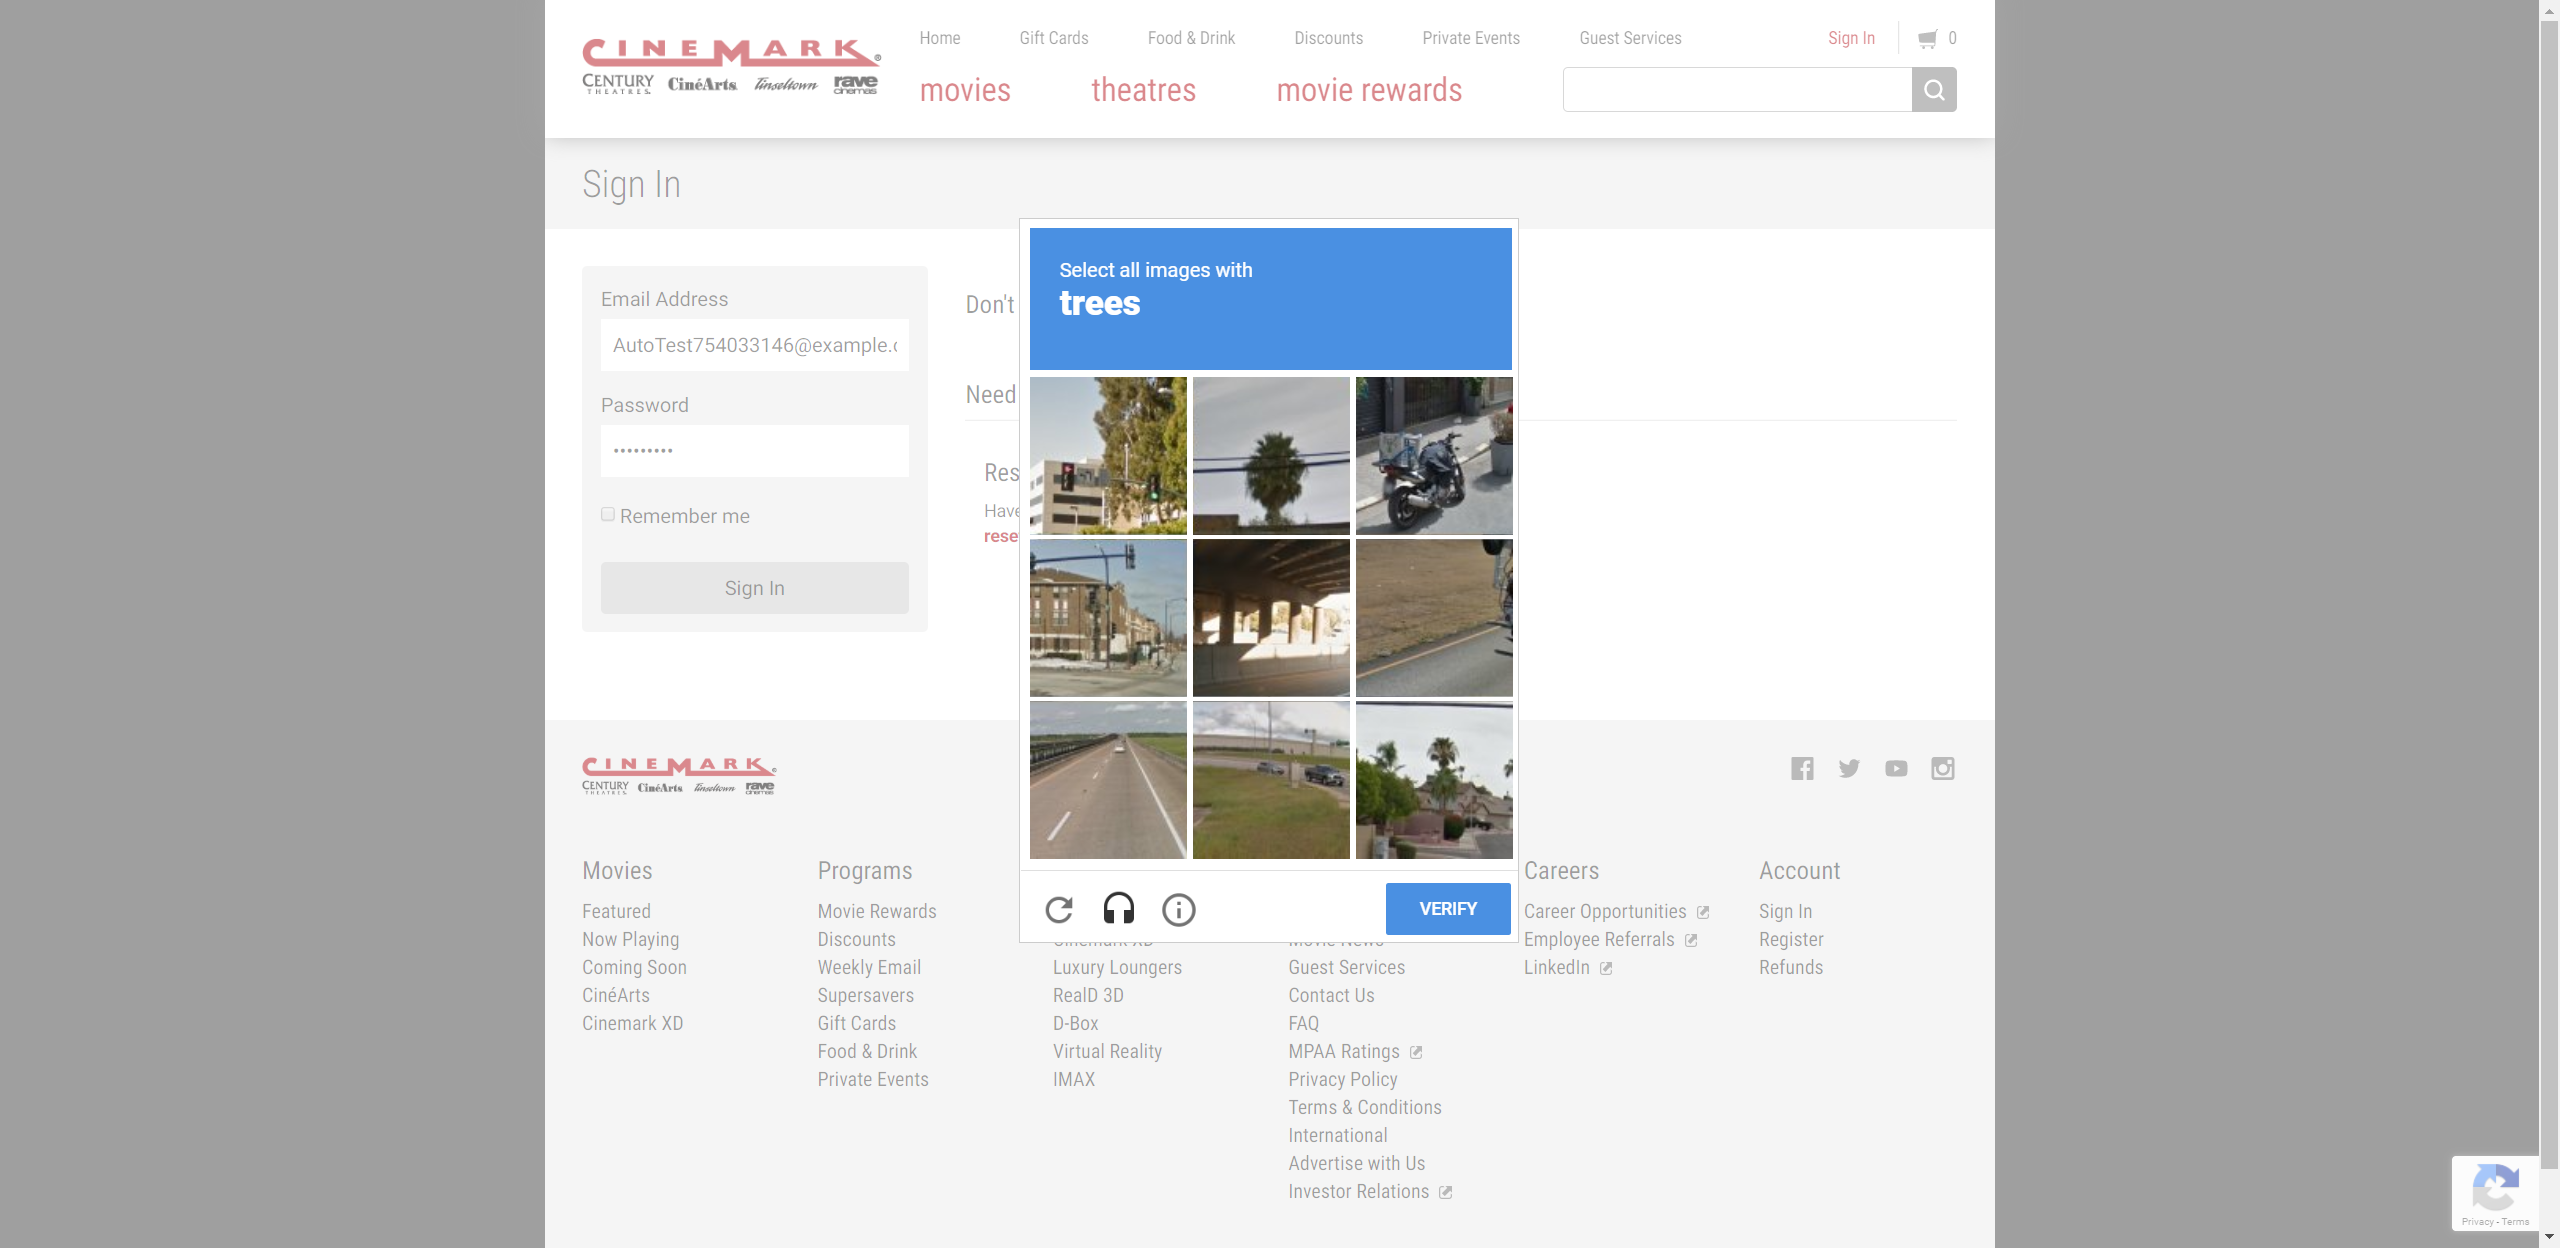 CINEMARK®
CENTURY THEATRES. CinéArts Tinseltown rave cinemas
Home Gift Cards Food & Drink Discounts Private Events Guest Services Sign In 0
movies theatres movie rewards
Sign In
Email Address
AutoTest754033146@example.c
Password
•••••••••
Remember me
Sign In
Don't
Need
Res
Have
rese
Select all images with
trees
VERIFY
CINEMARK®
CENTURY THEATRES. CinéArts Tinseltown rave cinemas
Movies
Featured
Now Playing
Coming Soon
CinéArts
Cinemark XD
Programs
Movie Rewards
Discounts
Weekly Email
Supersavers
Gift Cards
Food & Drink
Private Events
Cinemark XD
Luxury Loungers
RealD 3D
D-Box
Virtual Reality
IMAX
Movie News
Guest Services
Contact Us
FAQ
MPAA Ratings
Privacy Policy
Terms & Conditions
International
Advertise with Us
Investor Relations
Careers
Career Opportunities
Employee Referrals
LinkedIn
Account
Sign In
Register
Refunds
Privacy - Terms